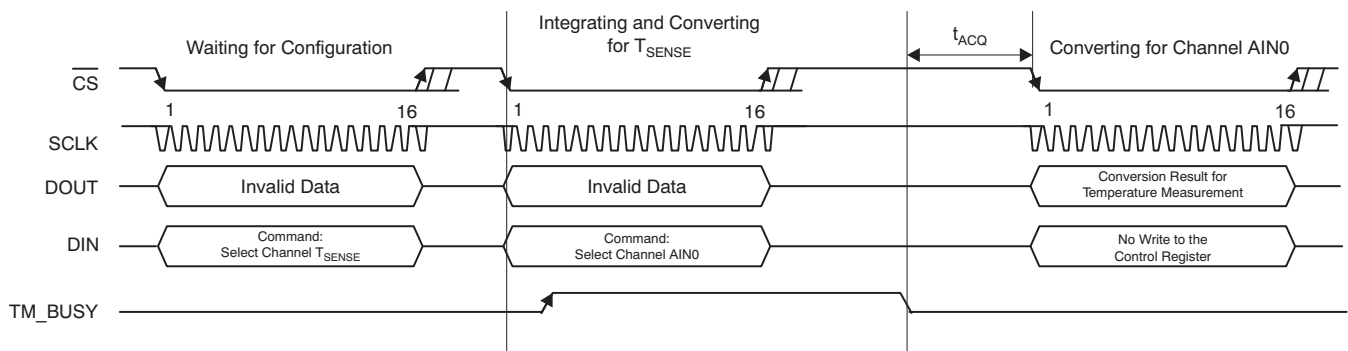 Waiting for Configuration
Integrating and Converting
for TSENSE
tACQ
Converting for Channel AIN0
CS
1
16
1
16
1
16
SCLK
DOUT
Invalid Data
Invalid Data
Conversion Result for
Temperature Measurement
DIN
Command:
Select Channel TSENSE
Command:
Select Channel AIN0
No Write to the
Control Register
TM_BUSY